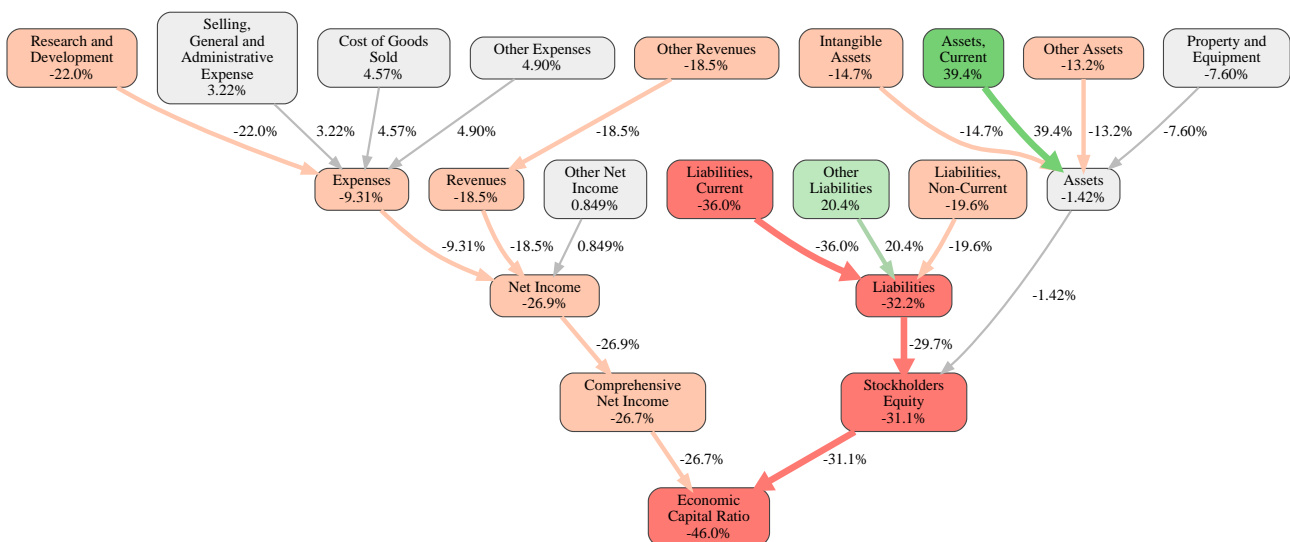 Research and
Development
-22.0%
Selling,
General and
Administrative
Expense
3.22%
Cost of Goods
Sold
4.57%
Other Expenses
4.90%
Other Revenues
-18.5%
Intangible
Assets
-14.7%
Assets,
Current
39.4%
Other Assets
-13.2%
Property and
Equipment
-7.60%
-22.0%
3.22%
4.57%
4.90%
-18.5%
-14.7%
39.4%
-13.2%
-7.60%
Expenses
-9.31%
Revenues
-18.5%
Other Net
Income
0.849%
Liabilities,
Current
-36.0%
Other
Liabilities
20.4%
Liabilities,
Non-Current
-19.6%
Assets
-1.42%
-9.31%
-18.5%
0.849%
-36.0%
20.4%
-19.6%
-1.42%
Net Income
-26.9%
Liabilities
-32.2%
-26.9%
-29.7%
Comprehensive
Net Income
-26.7%
Stockholders
Equity
-31.1%
-26.7%
-31.1%
Economic
Capital Ratio
-46.0%